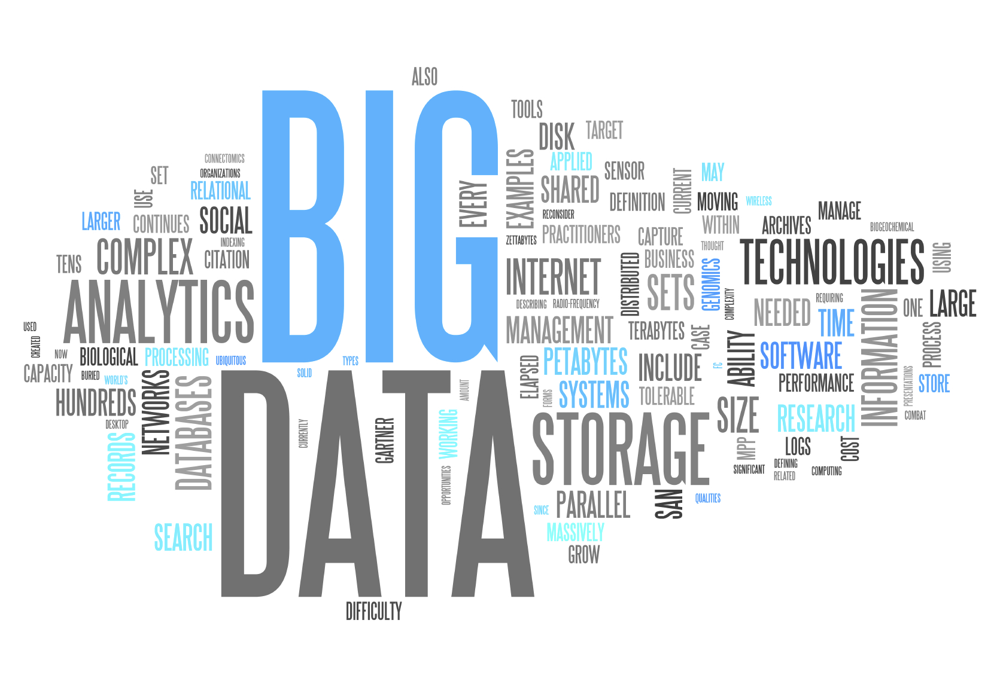 ALSO
BIG
TOOLS
DISK
TARGET
CONNECTOMICS
SET
ORGANIZATIONS
RELATIONAL
USE
EVERY
EXAMPLES
APPLIED
SENSOR
SHARED
DEFINITION
CURRENT
MAY
MOVING
WIRELESS
RECONSIDER
LARGER
CONTINUES
SOCIAL
WITHIN
ARCHIVES
MANAGE
BIOGEOCHEMICAL
ZETTABYTES
PRACTITIONERS
CAPTURE
INDEXING
COMPLEX
CITATION
TENS
THOUGHT
TECHNOLOGIES
USING
INTERNET
DISTRIBUTED
BUSINESS
SETS
GENOMICS
COMPLEXITY
ANALYTICS
DESCRIBING
RADIO-FREQUENCY
NEEDED
REQUIRING
INFORMATION
ONE
LARGE
TIME
MANAGEMENT
TERABYTES
CASE
USED
CREATED
NOW
BIOLOGICAL
PROCESSING
UBIQUITOUS
TYPES
SOLID
ELAPSED
PETABYTES
INCLUDE
FC
ABILITY
SOFTWARE
PROCESS
CAPACITY
BURIED
WORLD'S
NETWORKS
DATABASES
DATA
AMOUNT
FORMS
SYSTEMS
TOLERABLE
PERFORMANCE
PRESENTATIONS
STORE
HUNDREDS
DESKTOP
RECORDS
CURRENTLY
GARTNER
WORKING
STORAGE
SIZE
RESEARCH
COMBAT
MPP
LOGS
COST
OPPORTUNITIES
SIGNIFICANT
DEFINING
RELATED
COMPUTING
SINCE
PARALLEL
SAN
QUALITIES
SEARCH
MASSIVELY
GROW
DIFFICULTY